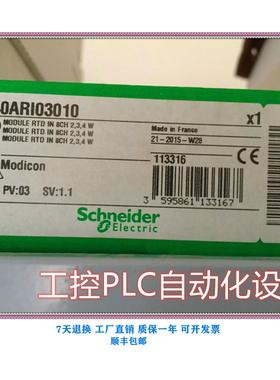 0ARI03010
x1
MODULE RTD IN 8CH 2,3,4 W
MODULE RTD IN 8CH 2,3,4 W
MODULE RTD IN 8CH 2,3,4 W
Made in France
21-2015-W28
113316
Modicon
PV:03 SV:1.1
3 595861 133167
Schneider
Electric
工控PLC自动化设
7天退换 工厂直销 质保一年 可开发票
顺丰包邮